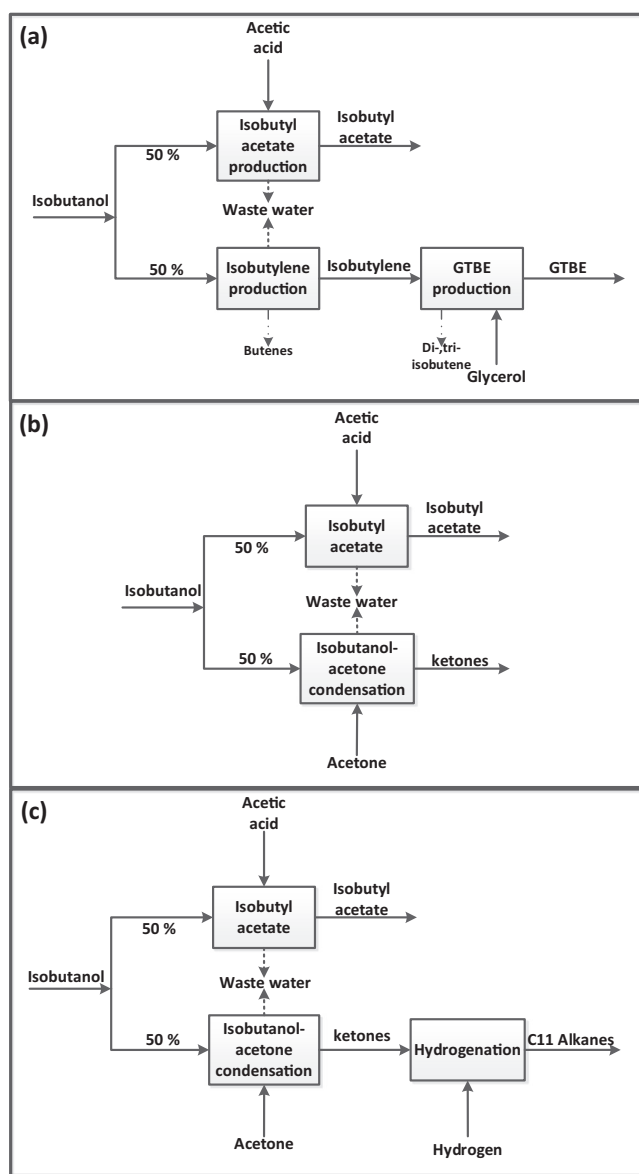 (a)
Acetic
acid
Isobutyl
acetate
production
Isobutyl
acetate
50 %
Isobutanol
Waste water
50 %
Isobutylene
production
Isobutylene
GTBE
production
GTBE
Butenes
Di-,tri-
isobutene
Glycerol
(b)
Acetic
acid
Isobutyl
acetate
Isobutyl
acetate
50 %
Isobutanol
Waste water
50 %
Isobutanol-
acetone
condensation
ketones
Acetone
(c)
Acetic
acid
Isobutyl
acetate
Isobutyl
acetate
50 %
Isobutanol
Waste water
50 %
Isobutanol-
acetone
condensation
ketones
Hydrogenation
C11 Alkanes
Acetone
Hydrogen